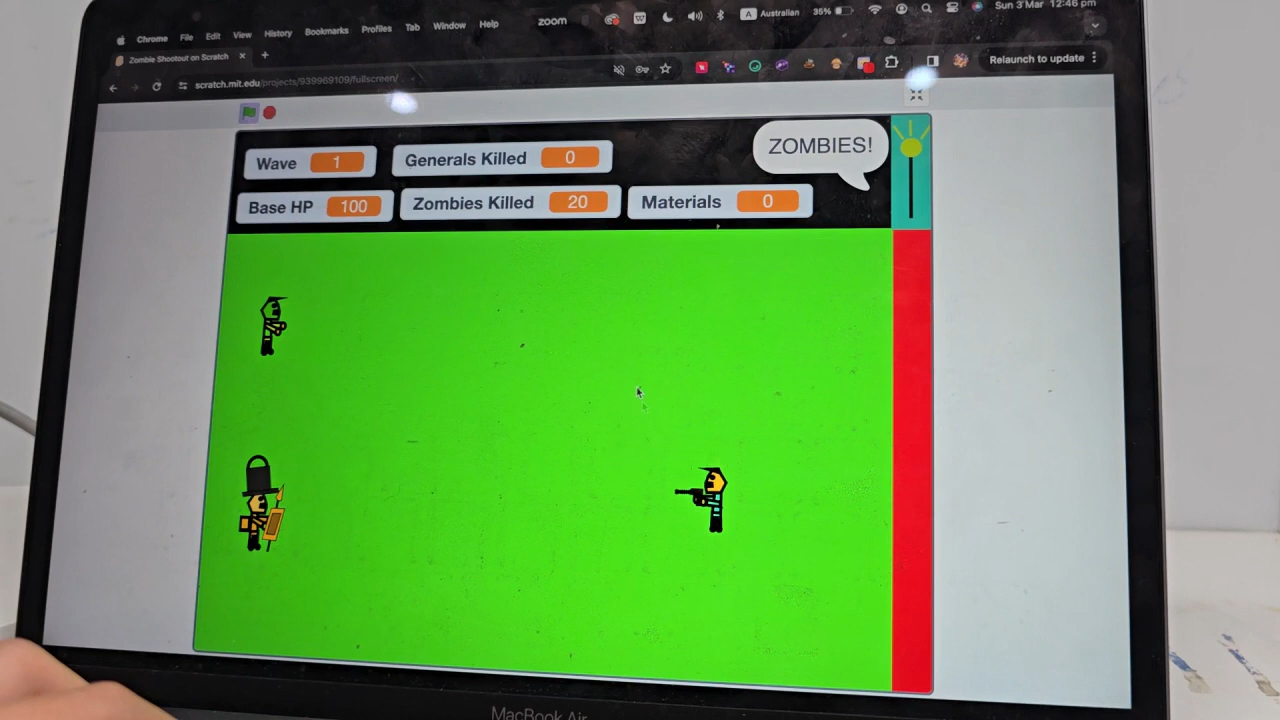 Chrome File Edit View History Bookmarks Profiles Tab Window Help zoom W A Australian 35% Sun 3 Mar 12:46 pm
Zombie Shootout on Scratch
scratch.mit.edu/projects/939969109/fullscreen/ Relaunch to update
Wave 1 Generals Killed 0 ZOMBIES!
Base HP 100 Zombies Killed 20 Materials 0
MacBook Air